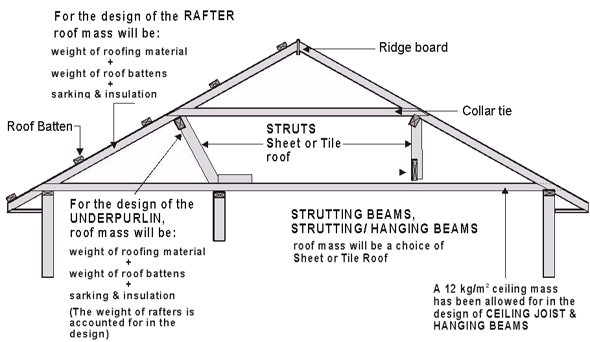 For the design of the RAFTER
roof mass will be:
weight of roofing material
+
weight of roof battens
+
sarking & insulation
Ridge board
Collar tie
Roof Batten
STRUTS
Sheet or Tile
roof
For the design of the
UNDERPURLIN,
roof mass will be:
weight of roofing material
+
weight of roof battens
+
sarking & insulation
(The weight of rafters is
accounted for in the
design)
STRUTTING BEAMS,
STRUTTING/ HANGING BEAMS
roof mass will be a choice of
Sheet or Tile Roof
A 12 kg/m² ceiling mass
has been allowed for in the
design of CEILING JOIST &
HANGING BEAMS